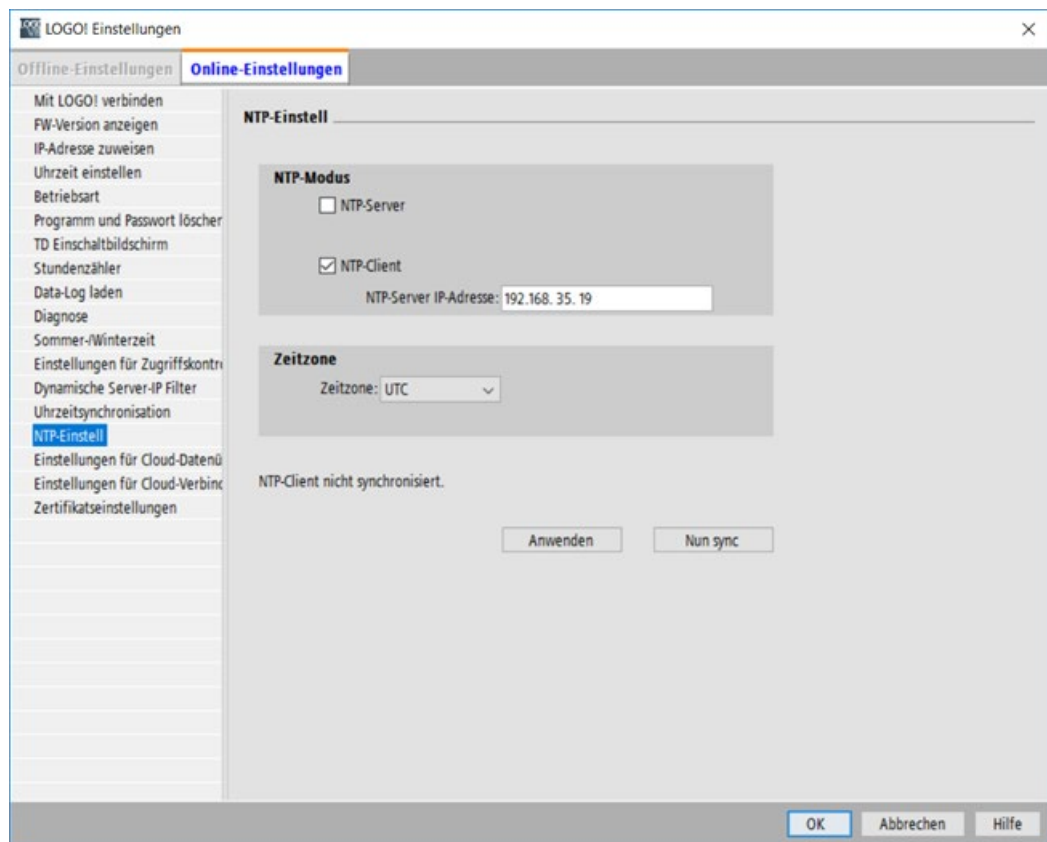 LOGO! Einstellungen
Offline-Einstellungen
Online-Einstellungen
Mit LOGO! verbinden
FW-Version anzeigen
IP-Adresse zuweisen
Uhrzeit einstellen
Betriebsart
Programm und Passwort löscher
TD Einschaltbildschirm
Stundenzähler
Data-Log laden
Diagnose
Sommer-/Winterzeit
Einstellungen für Zugriffskontr
Dynamische Server-IP Filter
Uhrzeitsynchronisation
NTP-Einstell
Einstellungen für Cloud-Datenü
Einstellungen für Cloud-Verbind
Zertifikatseinstellungen
NTP-Einstell
NTP-Modus
NTP-Server
NTP-Client
NTP-Server IP-Adresse: 192.168. 35. 19
Zeitzone
Zeitzone: UTC
NTP-Client nicht synchronisiert.
Anwenden
Nun sync
OK
Abbrechen
Hilfe